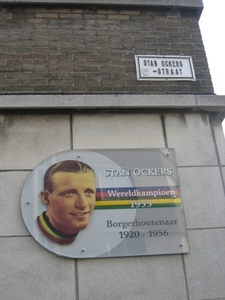 STAN OCKERS
-STRAAT
STAN OCKERS
Wereldkampioen
1955
Borgerhoutenaar
1920 - 1956